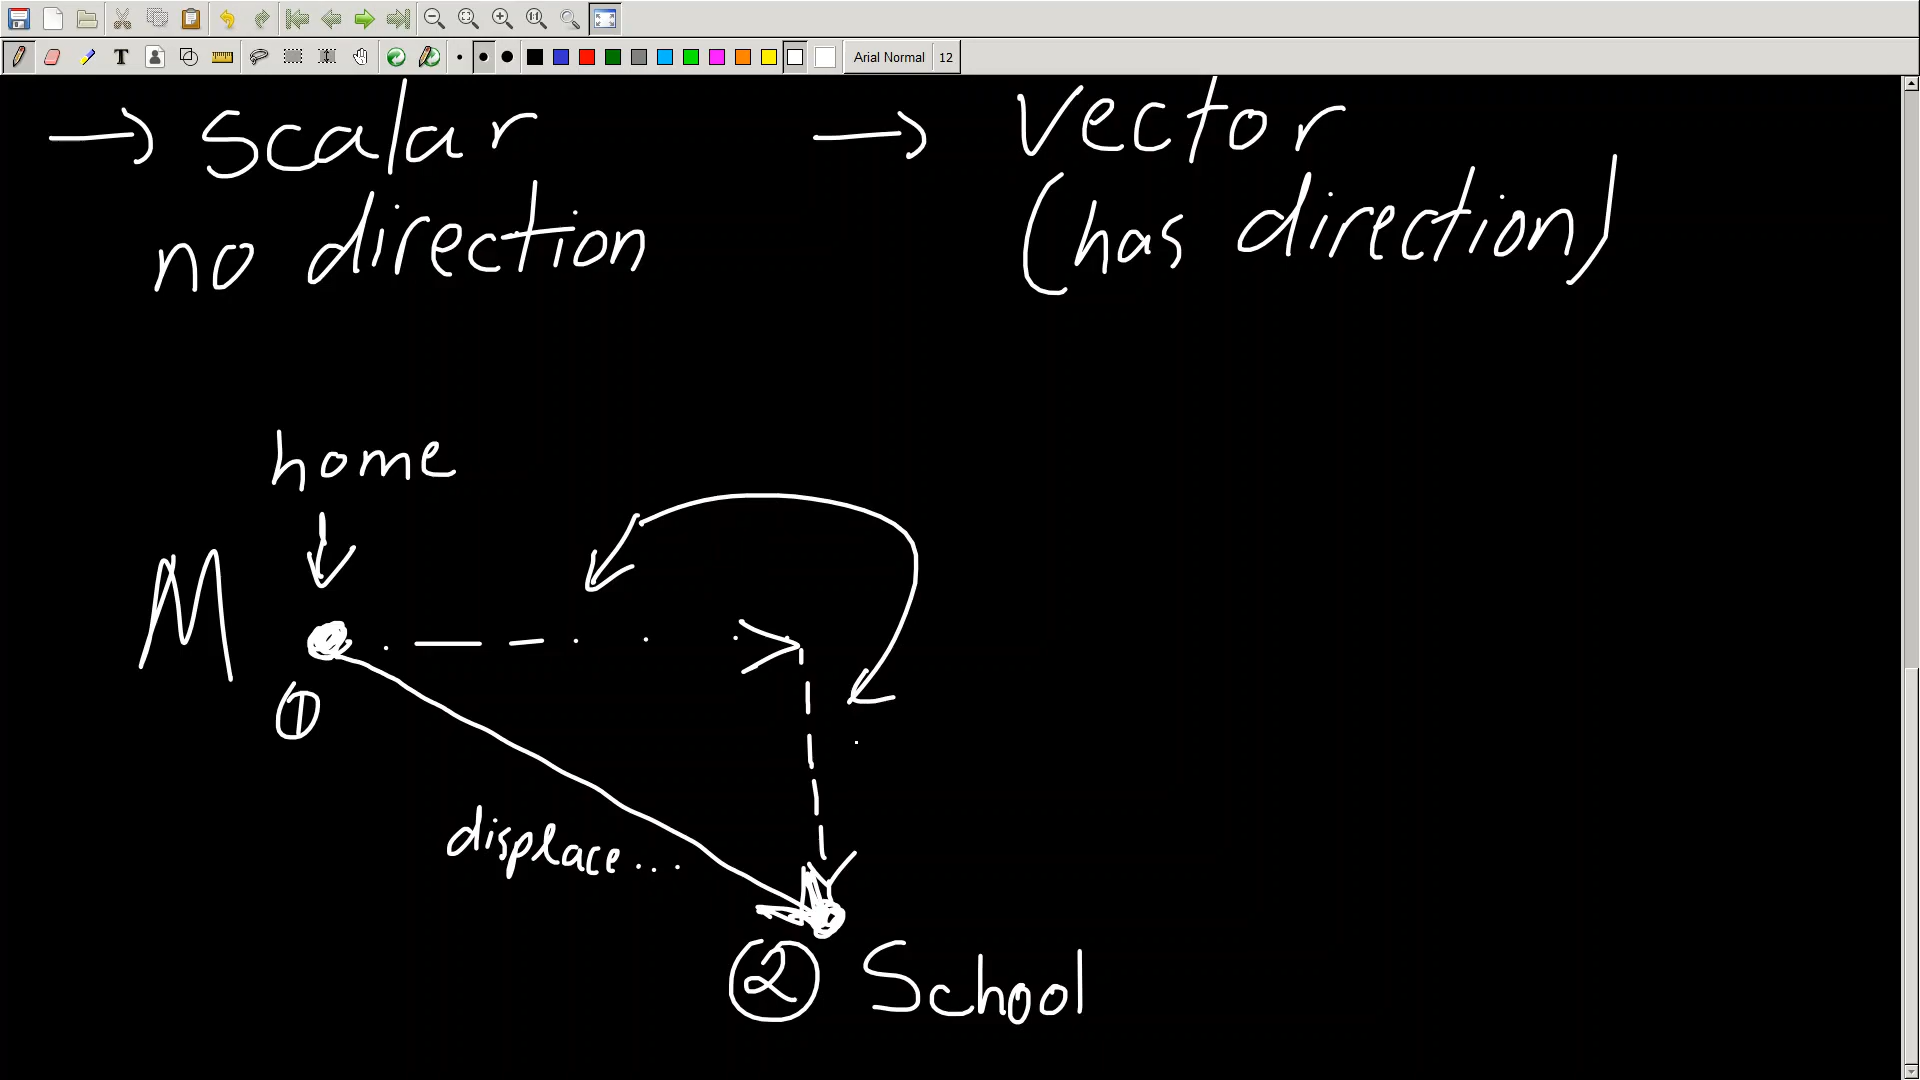 Arial Normal 12
→ scalar
no direction
→ vector
(has direction)
home
M
①
displace...
② School